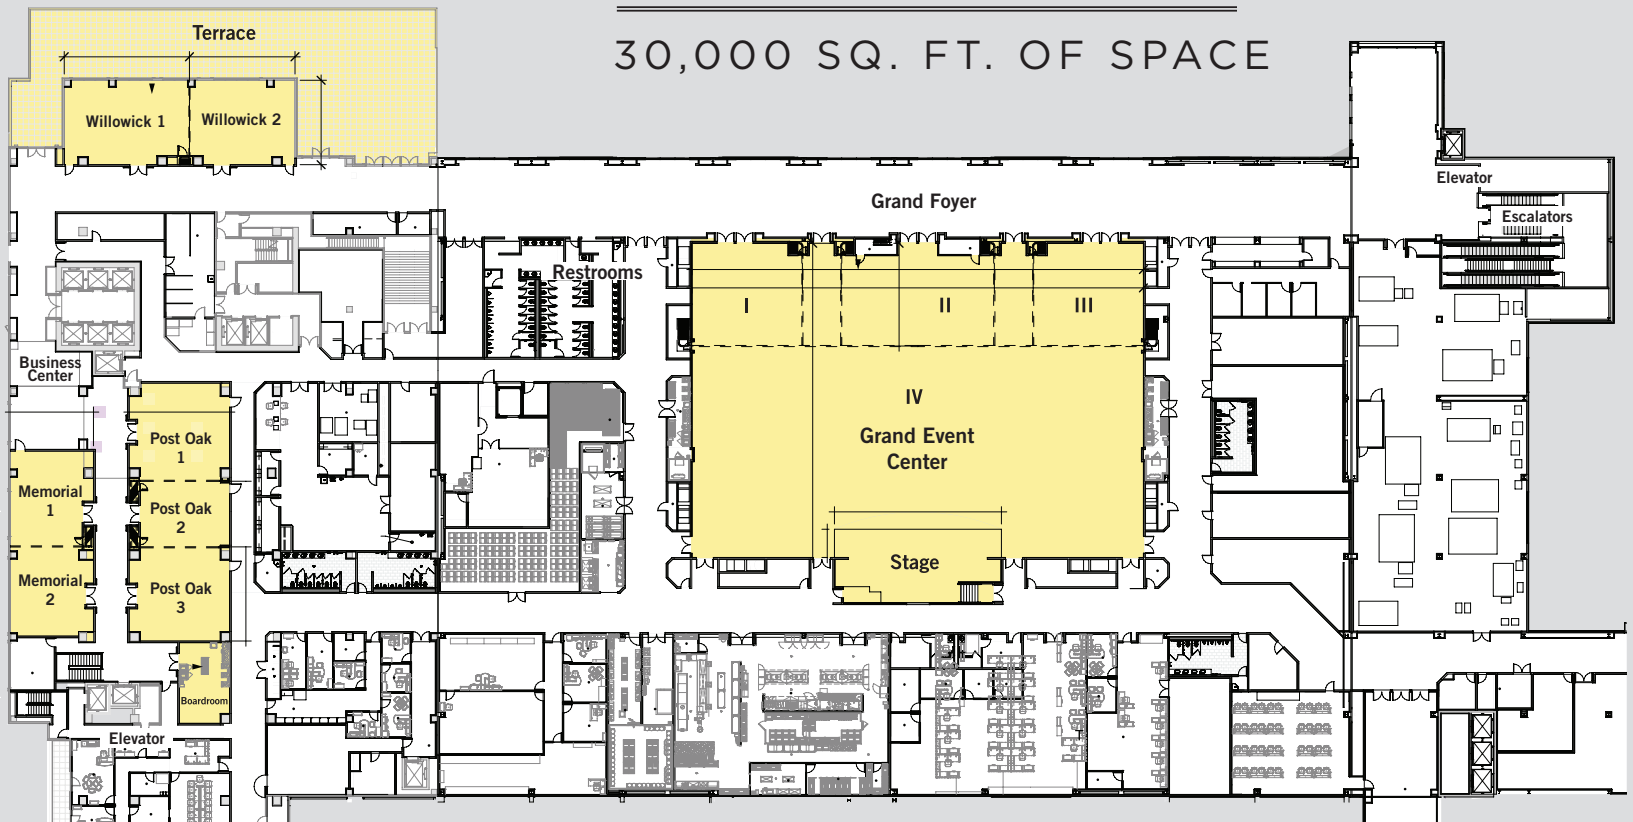 30,000 SQ. FT. OF SPACE
Terrace
Willowick 1
Willowick 2
Grand Foyer
Elevator
Escalators
Restrooms
I
II
III
IV
Grand Event
Center
Stage
Business
Center
Post Oak
1
Memorial
1
Post Oak
2
Memorial
2
Post Oak
3
Boardroom
Elevator